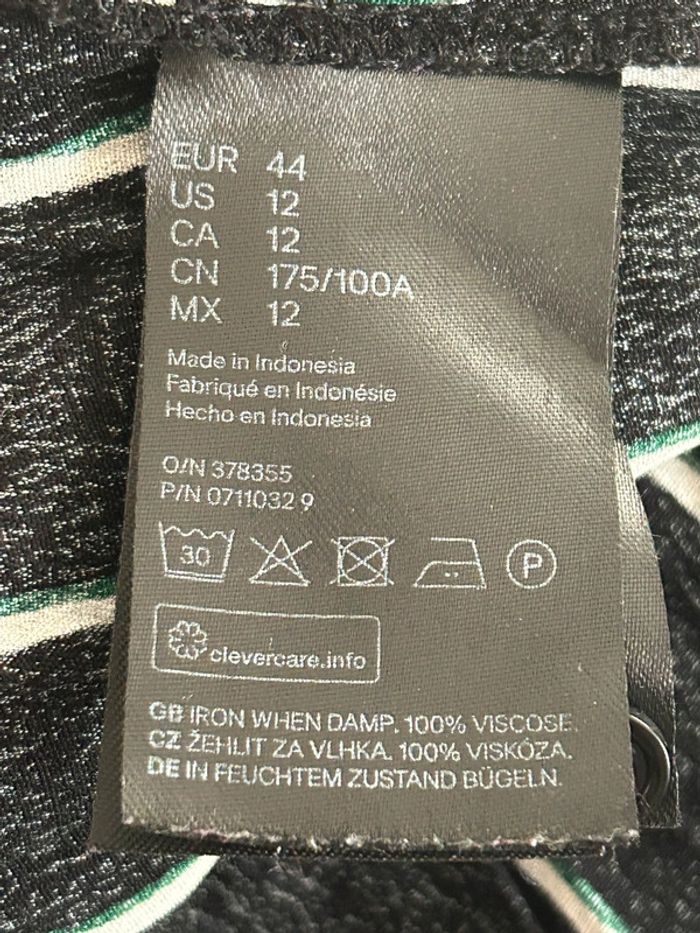 EUR 44
US 12
CA 12
CN 175/100A
MX 12
Made in Indonesia
Fabriqué en Indonésie
Hecho en Indonesia
O/N 378355
P/N 0711032 9
30 P
clevercare.info
GB IRON WHEN DAMP. 100% VISCOSE.
CZ ŽEHLIT ZA VLHKA. 100% VISKÓZA.
DE IN FEUCHTEM ZUSTAND BÜGELN.